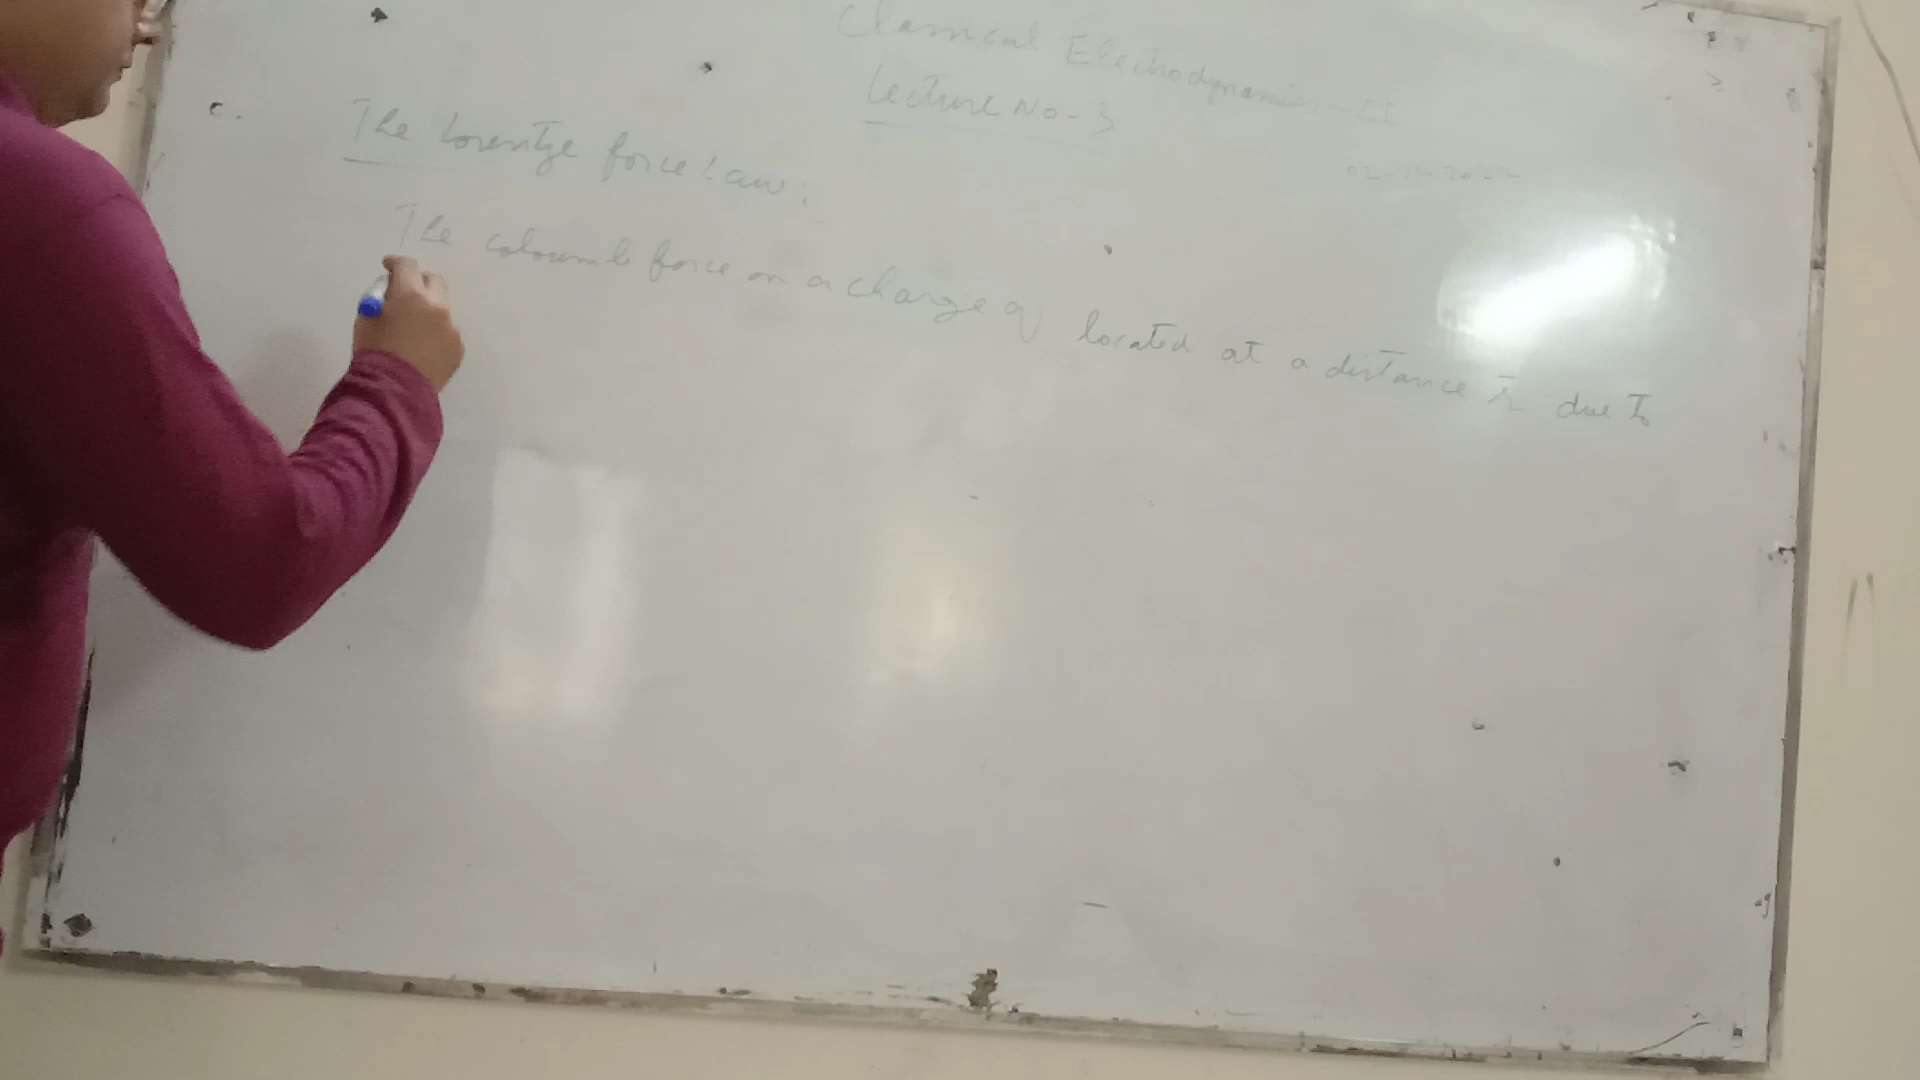 Classical Electrodynamics-II
Lecture No-3
The Lorentze force Law:
The coloumb force on a charge q located at a distance r due to